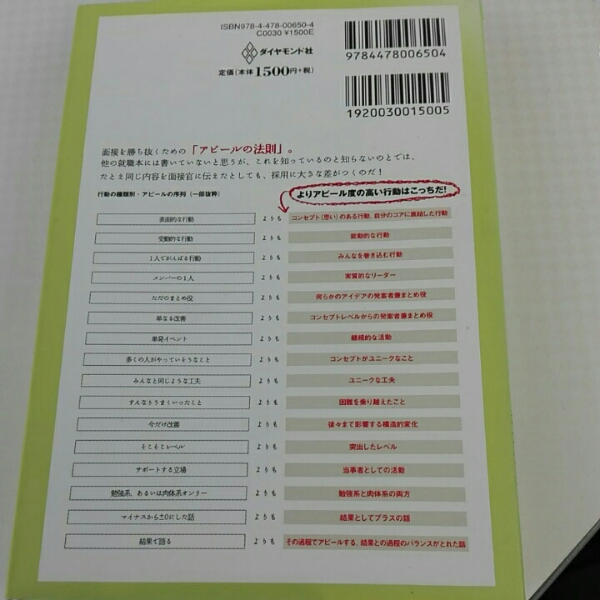 ISBN978-4-478-00650-4
C0030 ¥1500E
ダイヤモンド社
定価(本体1500円+税)
9784478006504
1920030015005
面接を勝ち抜くための「アピールの法則」。
他の就職本には書いていないと思うが、これを知っているのと知らないのとでは、
たとえ同じ内容を面接官に伝えたとしても、採用に大きな差がつくのだ!
行動の種類別・アピールの序列(一部抜粋)
よりアピール度の高い行動はこっちだ!
表面的な行動 よりも コンセプト(思い)のある行動、自分のコアに直結した行動
受動的な行動 よりも 能動的な行動
1人でがんばる行動 よりも みんなを巻き込む行動
メンバーの1人 よりも 実質的なリーダー
ただのまとめ役 よりも 何らかのアイデアの発案者兼まとめ役
単なる改善 よりも コンセプトレベルからの発案者兼まとめ役
単発イベント よりも 継続的な活動
多くの人がやっていそうなこと よりも コンセプトがユニークなこと
みんなと同じような工夫 よりも ユニークな工夫
すんなりうまくいったこと よりも 困難を乗り越えたこと
今だけ改善 よりも 後々まで影響する構造的変化
そこそこレベル よりも 突出したレベル
サポートする立場 よりも 当事者としての活動
勉強系、あるいは肉体系オンリー よりも 勉強系と肉体系の両方
マイナスから±0にした話 よりも 結果としてプラスの話
結果で語る よりも その過程でアピールする、結果との過程のバランスがとれた話